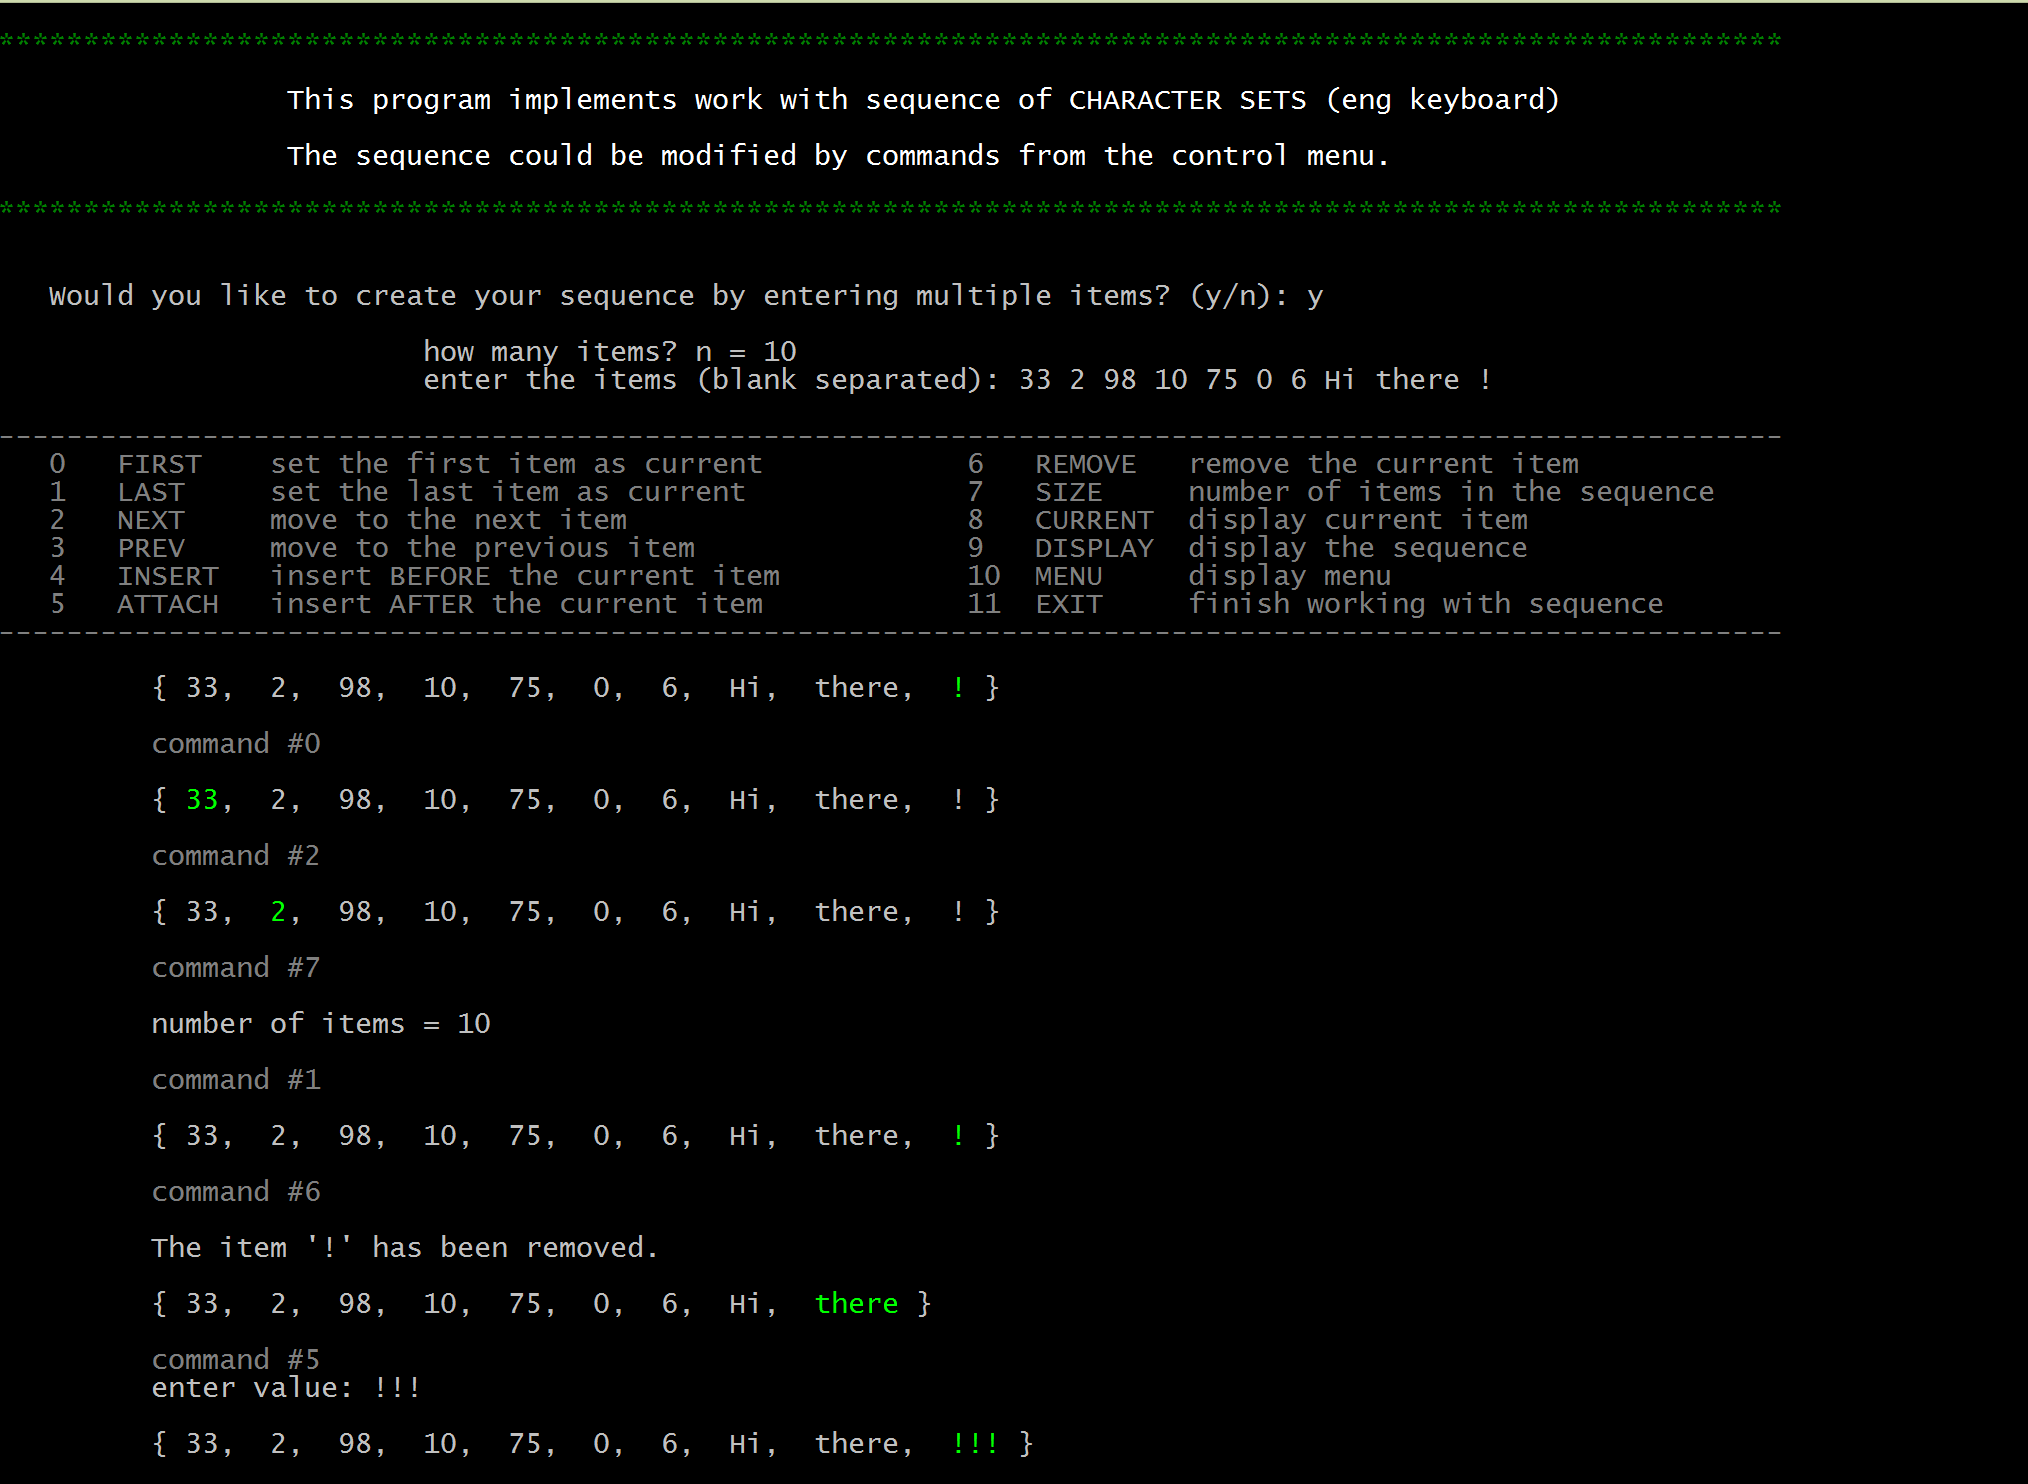 *********************************************************************************************************
This program implements work with sequence of CHARACTER SETS (eng keyboard)
The sequence could be modified by commands from the control menu.
*********************************************************************************************************
Would you like to create your sequence by entering multiple items? (y/n): y
how many items? n = 10
enter the items (blank separated): 33 2 98 10 75 0 6 Hi there !
---------------------------------------------------------------------------------------------------------
0   FIRST    set the first item as current            6   REMOVE   remove the current item
1   LAST     set the last item as current             7   SIZE     number of items in the sequence
2   NEXT     move to the next item                    8   CURRENT  display current item
3   PREV     move to the previous item                9   DISPLAY  display the sequence
4   INSERT   insert BEFORE the current item           10  MENU     display menu
5   ATTACH   insert AFTER the current item            11  EXIT     finish working with sequence
---------------------------------------------------------------------------------------------------------
{ 33,  2,  98,  10,  75,  0,  6,  Hi,  there,  ! }
command #0
{ 33,  2,  98,  10,  75,  0,  6,  Hi,  there,  ! }
command #2
{ 33,  2,  98,  10,  75,  0,  6,  Hi,  there,  ! }
command #7
number of items = 10
command #1
{ 33,  2,  98,  10,  75,  0,  6,  Hi,  there,  ! }
command #6
The item '!' has been removed.
{ 33,  2,  98,  10,  75,  0,  6,  Hi,  there }
command #5
enter value: !!!
{ 33,  2,  98,  10,  75,  0,  6,  Hi,  there,  !!! }